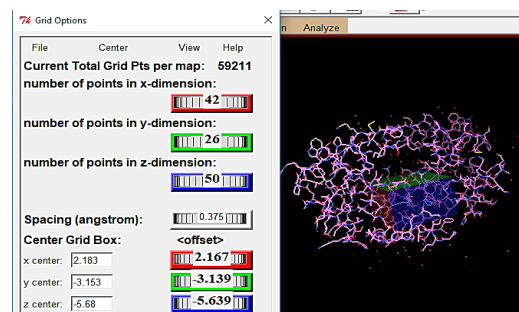 Grid Options
File Center View Help
Current Total Grid Pts per map: 59211
number of points in x-dimension:
42
number of points in y-dimension:
26
number of points in z-dimension:
50
Spacing (angstrom): 0.375
Center Grid Box: <offset>
x center: 2.183 2.167
y center: -3.153 -3.139
z center: -5.68 -5.639
Analyze